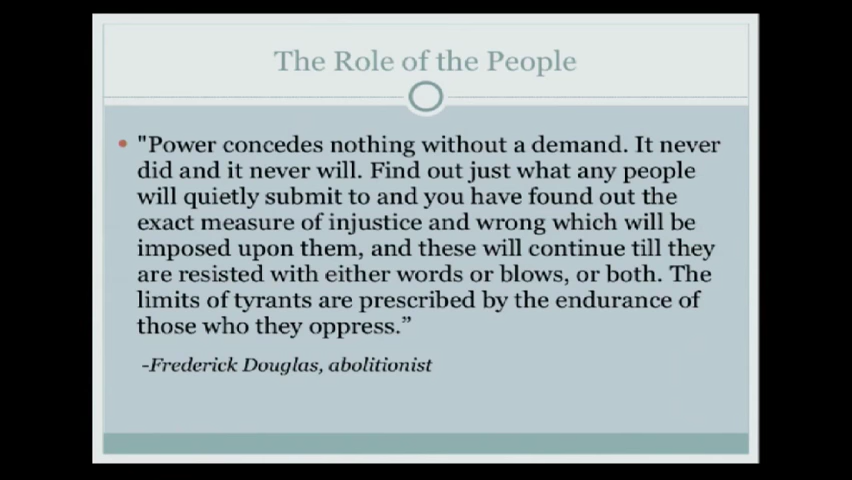 The Role of the People
• "Power concedes nothing without a demand. It never
did and it never will. Find out just what any people
will quietly submit to and you have found out the
exact measure of injustice and wrong which will be
imposed upon them, and these will continue till they
are resisted with either words or blows, or both. The
limits of tyrants are prescribed by the endurance of
those who they oppress.”
-Frederick Douglas, abolitionist